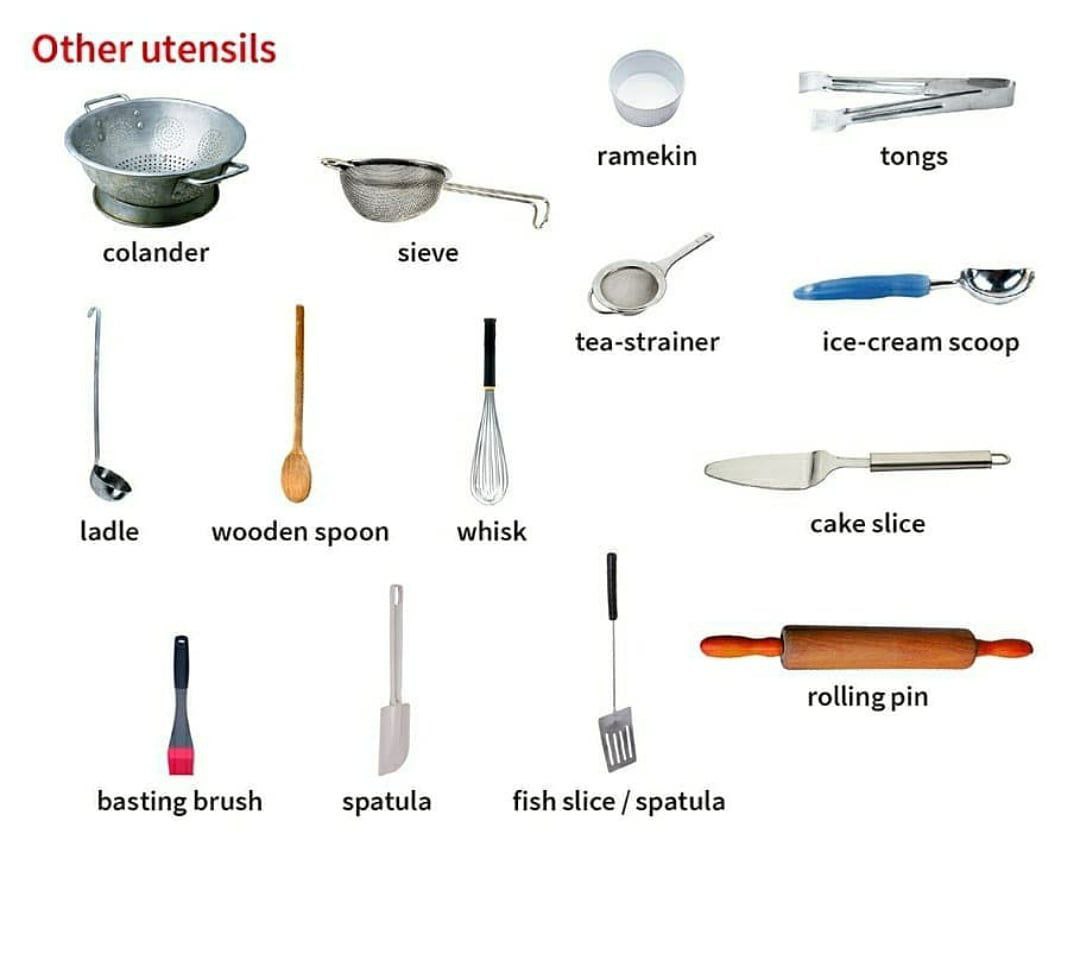 Other utensils
ramekin
tongs
colander
sieve
tea-strainer
ice-cream scoop
ladle
wooden spoon
whisk
cake slice
rolling pin
basting brush
spatula
fish slice / spatula